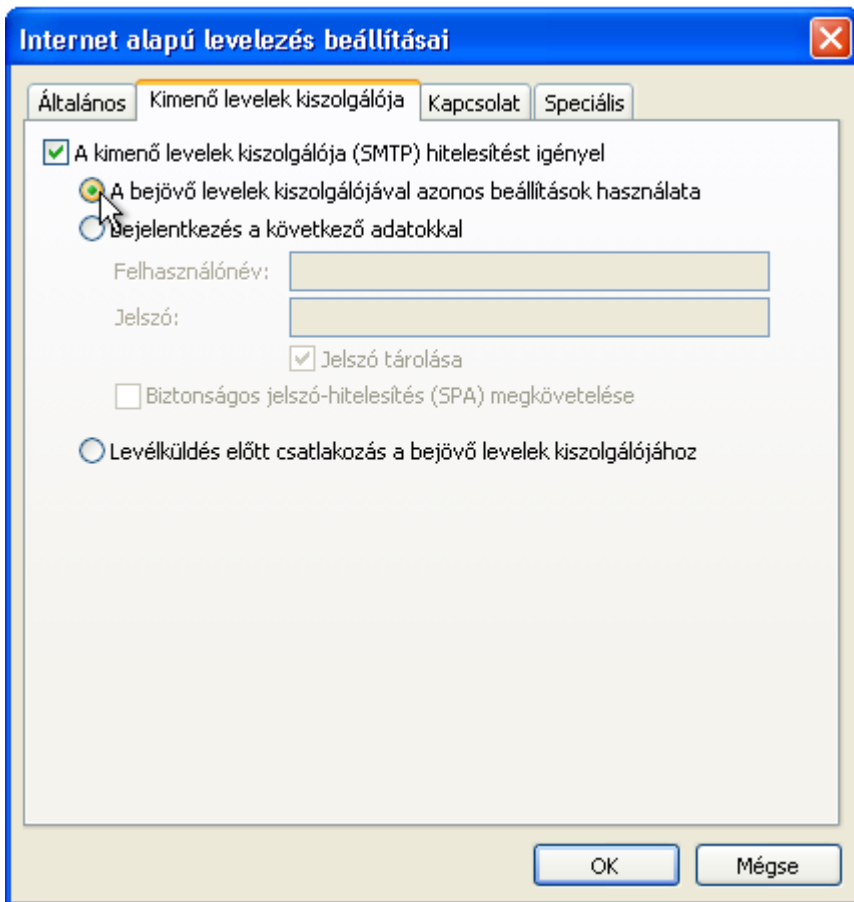 Internet alapú levelezés beállításai
Általános Kimenő levelek kiszolgálója Kapcsolat Speciális
A kimenő levelek kiszolgálója (SMTP) hitelesítést igényel
A bejövő levelek kiszolgálójával azonos beállítások használata
Bejelentkezés a következő adatokkal
Felhasználónév:
Jelszó:
Jelszó tárolása
Biztonságos jelszó-hitelesítés (SPA) megkövetelése
Levélküldés előtt csatlakozás a bejövő levelek kiszolgálójához
OK Mégse